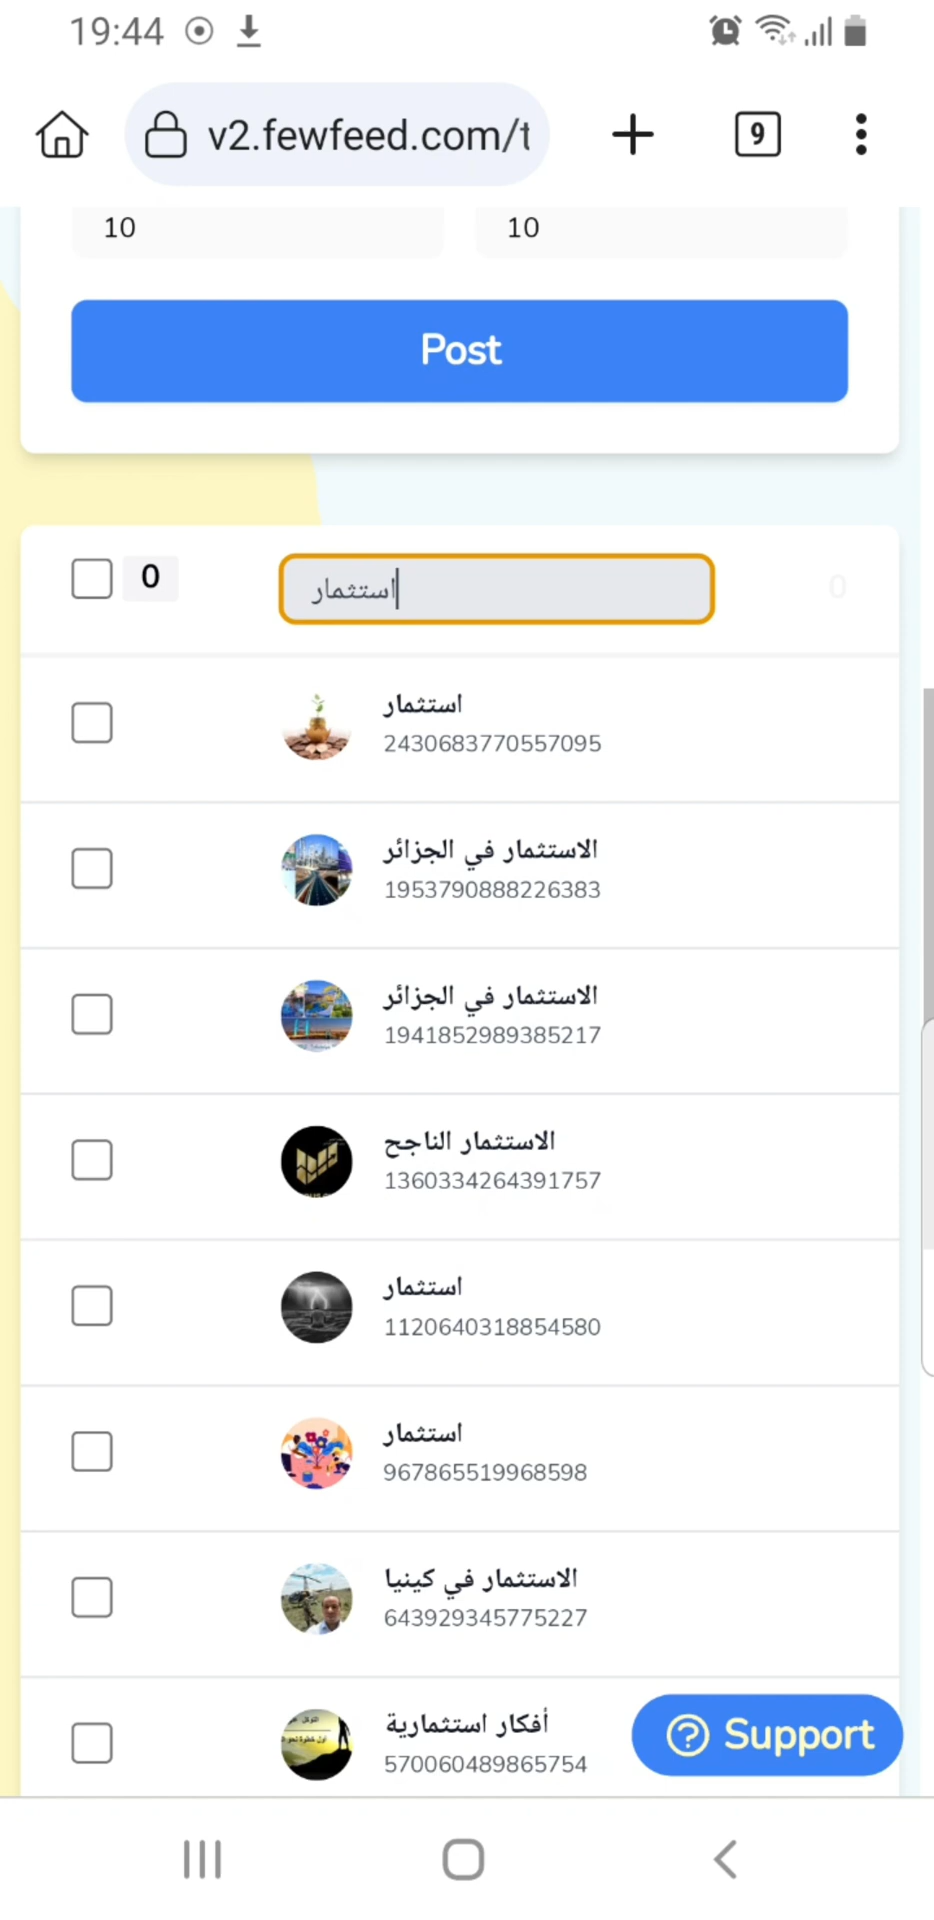 19:44
v2.fewfeed.com/t
9
10
10
Post
0
استثمار
0
استثمار
2430683770557095
الاستثمار في الجزائر
1953790888226383
الاستثمار في الجزائر
1941852989385217
الاستثمار الناجح
1360334264391757
استثمار
1120640318854580
استثمار
967865519968598
الاستثمار في كينيا
643929345775227
أفكار استثمارية
570060489865754
Support